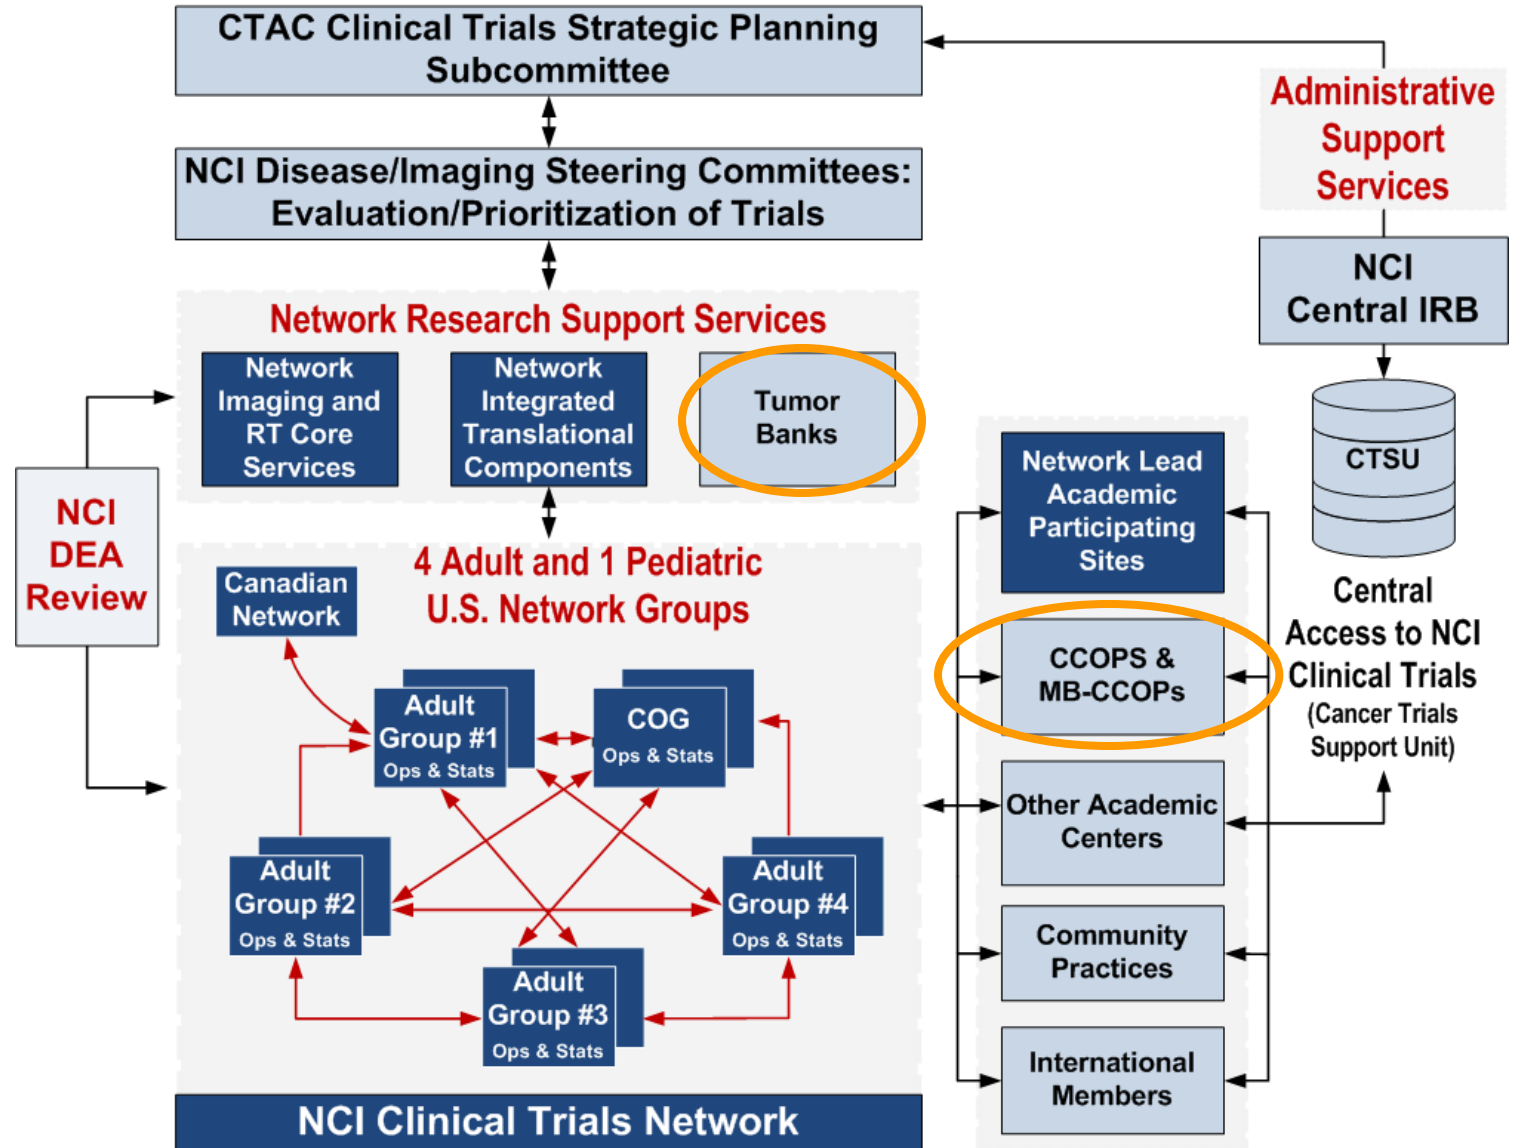 CTAC Clinical Trials Strategic Planning
Subcommittee
Administrative
Support
Services
NCI Disease/Imaging Steering Committees:
Evaluation/Prioritization of Trials
NCI
Central IRB
Network Research Support Services
Network
Imaging and
RT Core
Services
Network
Integrated
Translational
Components
Tumor
Banks
CTSU
Central
Access to NCI
Clinical Trials
(Cancer Trials
Support Unit)
NCI
DEA
Review
4 Adult and 1 Pediatric
U.S. Network Groups
Canadian
Network
Adult
Group #1
Ops & Stats
COG
Ops & Stats
Adult
Group #2
Ops & Stats
Adult
Group #4
Ops & Stats
Adult
Group #3
Ops & Stats
NCI Clinical Trials Network
Network Lead
Academic
Participating
Sites
CCOPS &
MB-CCOPs
Other Academic
Centers
Community
Practices
International
Members